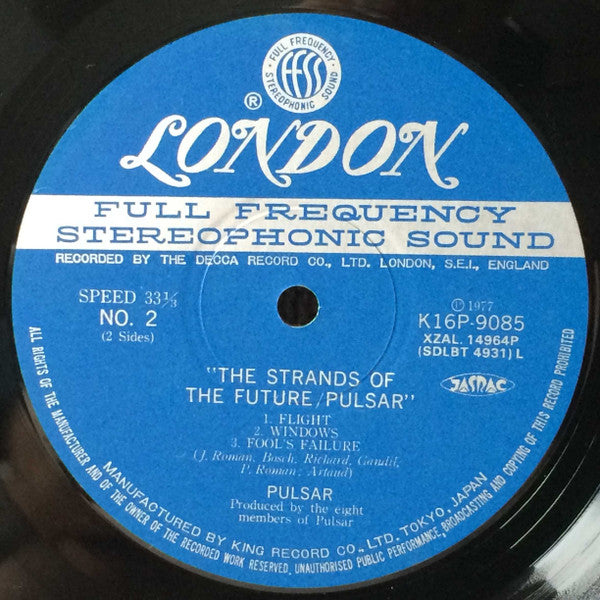 FULL FREQUENCY
FFSS
STEREOPHONIC SOUND
®
LONDON
FULL FREQUENCY
STEREOPHONIC SOUND
RECORDED BY THE DECCA RECORD CO., LTD. LONDON, S.E.I., ENGLAND
SPEED 33⅓
NO. 2
(2 Sides)
Ⓟ 1977
K16P-9085
XZAL. 14964P
(SDLBT 4931) L
JASRAC
"THE STRANDS OF
THE FUTURE/PULSAR"
1. FLIGHT
2. WINDOWS
3. FOOL'S FAILURE
(J. Roman, Bosch, Richard, Gandil,
P. Roman; Artaud)
PULSAR
Produced by the eight
members of Pulsar
MANUFACTURED BY KING RECORD CO., LTD. TOKYO, JAPAN
ALL RIGHTS OF THE MANUFACTURER AND OF THE OWNER OF THE RECORDED WORK RESERVED. UNAUTHORISED PUBLIC PERFORMANCE, BROADCASTING AND COPYING OF THIS RECORD PROHIBITED